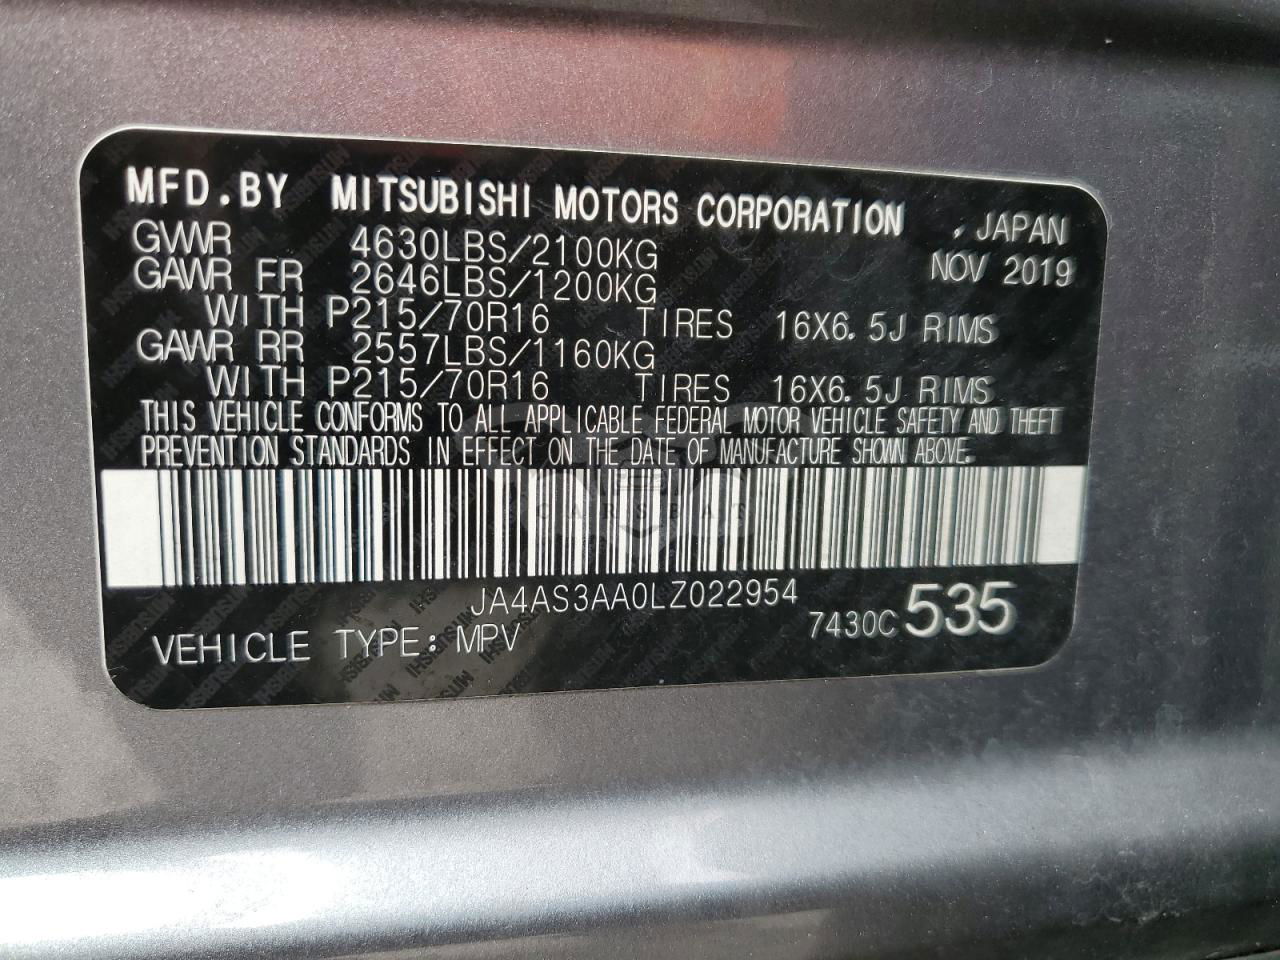 MFD.BY MITSUBISHI MOTORS CORPORATION , JAPAN
GVWR 4630LBS/2100KG NOV 2019
GAWR FR 2646LBS/1200KG
WITH P215/70R16 TIRES 16X6.5J RIMS
GAWR RR 2557LBS/1160KG
WITH P215/70R16 TIRES 16X6.5J RIMS
THIS VEHICLE CONFORMS TO ALL APPLICABLE FEDERAL MOTOR VEHICLE SAFETY AND THEFT
PREVENTION STANDARDS IN EFFECT ON THE DATE OF MANUFACTURE SHOWN ABOVE.
CARSBAT
JA4AS3AA0LZ022954
VEHICLE TYPE: MPV 7430C 535